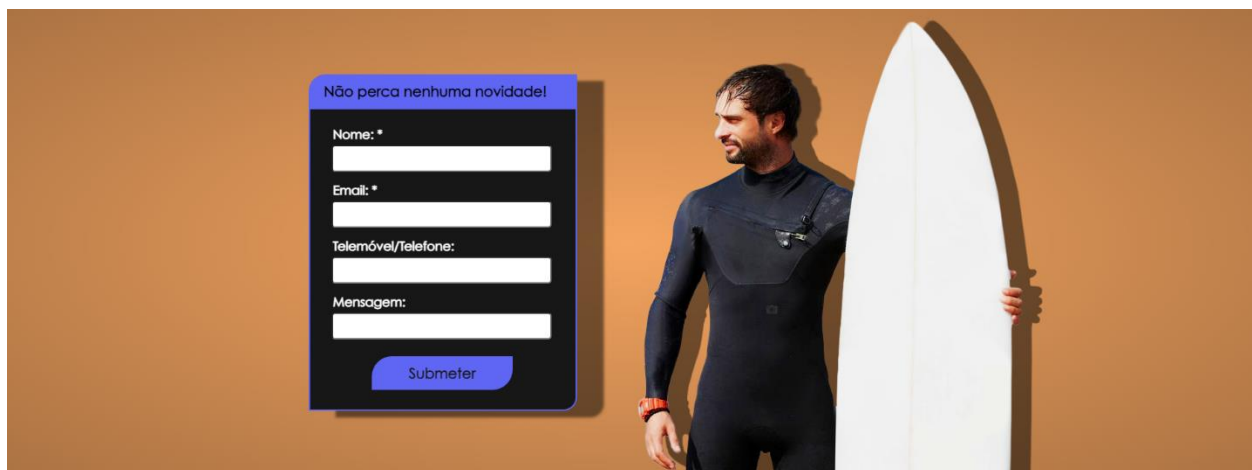 Não perca nenhuma novidade!
Nome: *
Email: *
Telemóvel/Telefone:
Mensagem:
Submeter